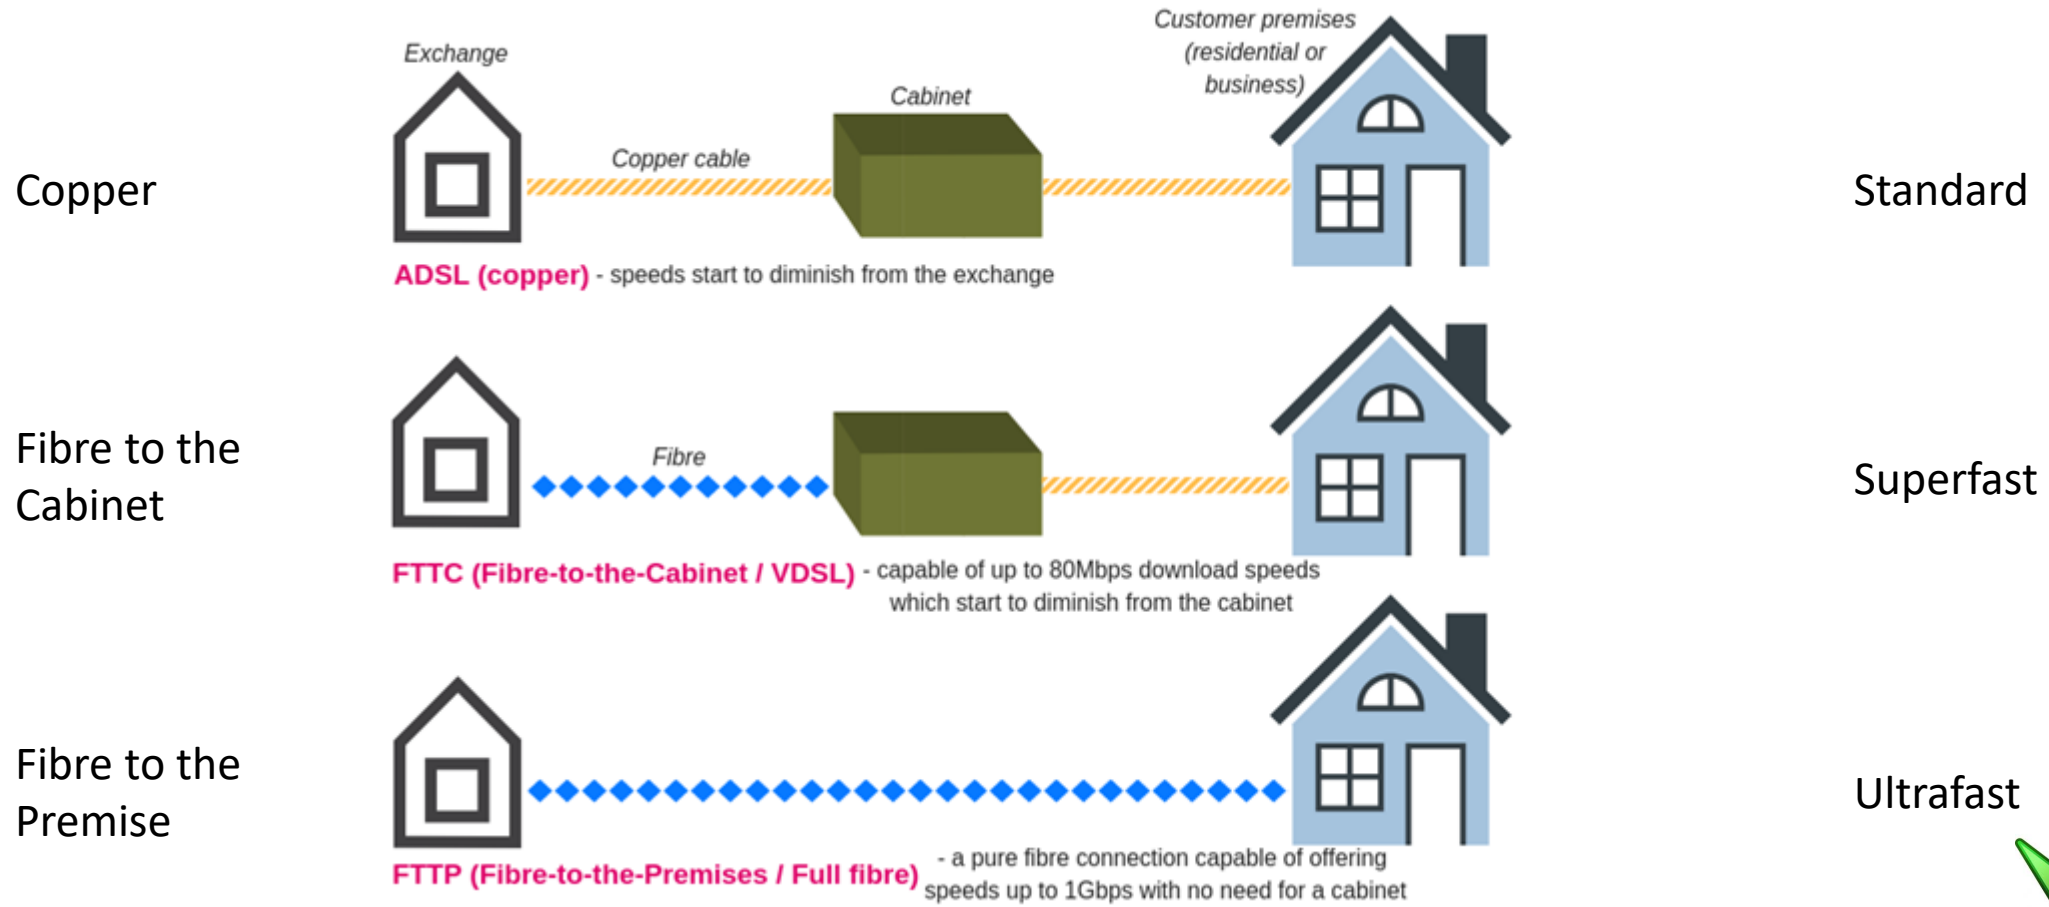 Exchange
Customer premises
(residential or
business)
Cabinet
Copper cable
Copper
Standard
ADSL (copper) - speeds start to diminish from the exchange
Fibre to the
Cabinet
Fibre
Superfast
FTTC (Fibre-to-the-Cabinet / VDSL) - capable of up to 80Mbps download speeds
which start to diminish from the cabinet
Fibre to the
Premise
Ultrafast
FTTP (Fibre-to-the-Premises / Full fibre) - a pure fibre connection capable of offering
speeds up to 1Gbps with no need for a cabinet